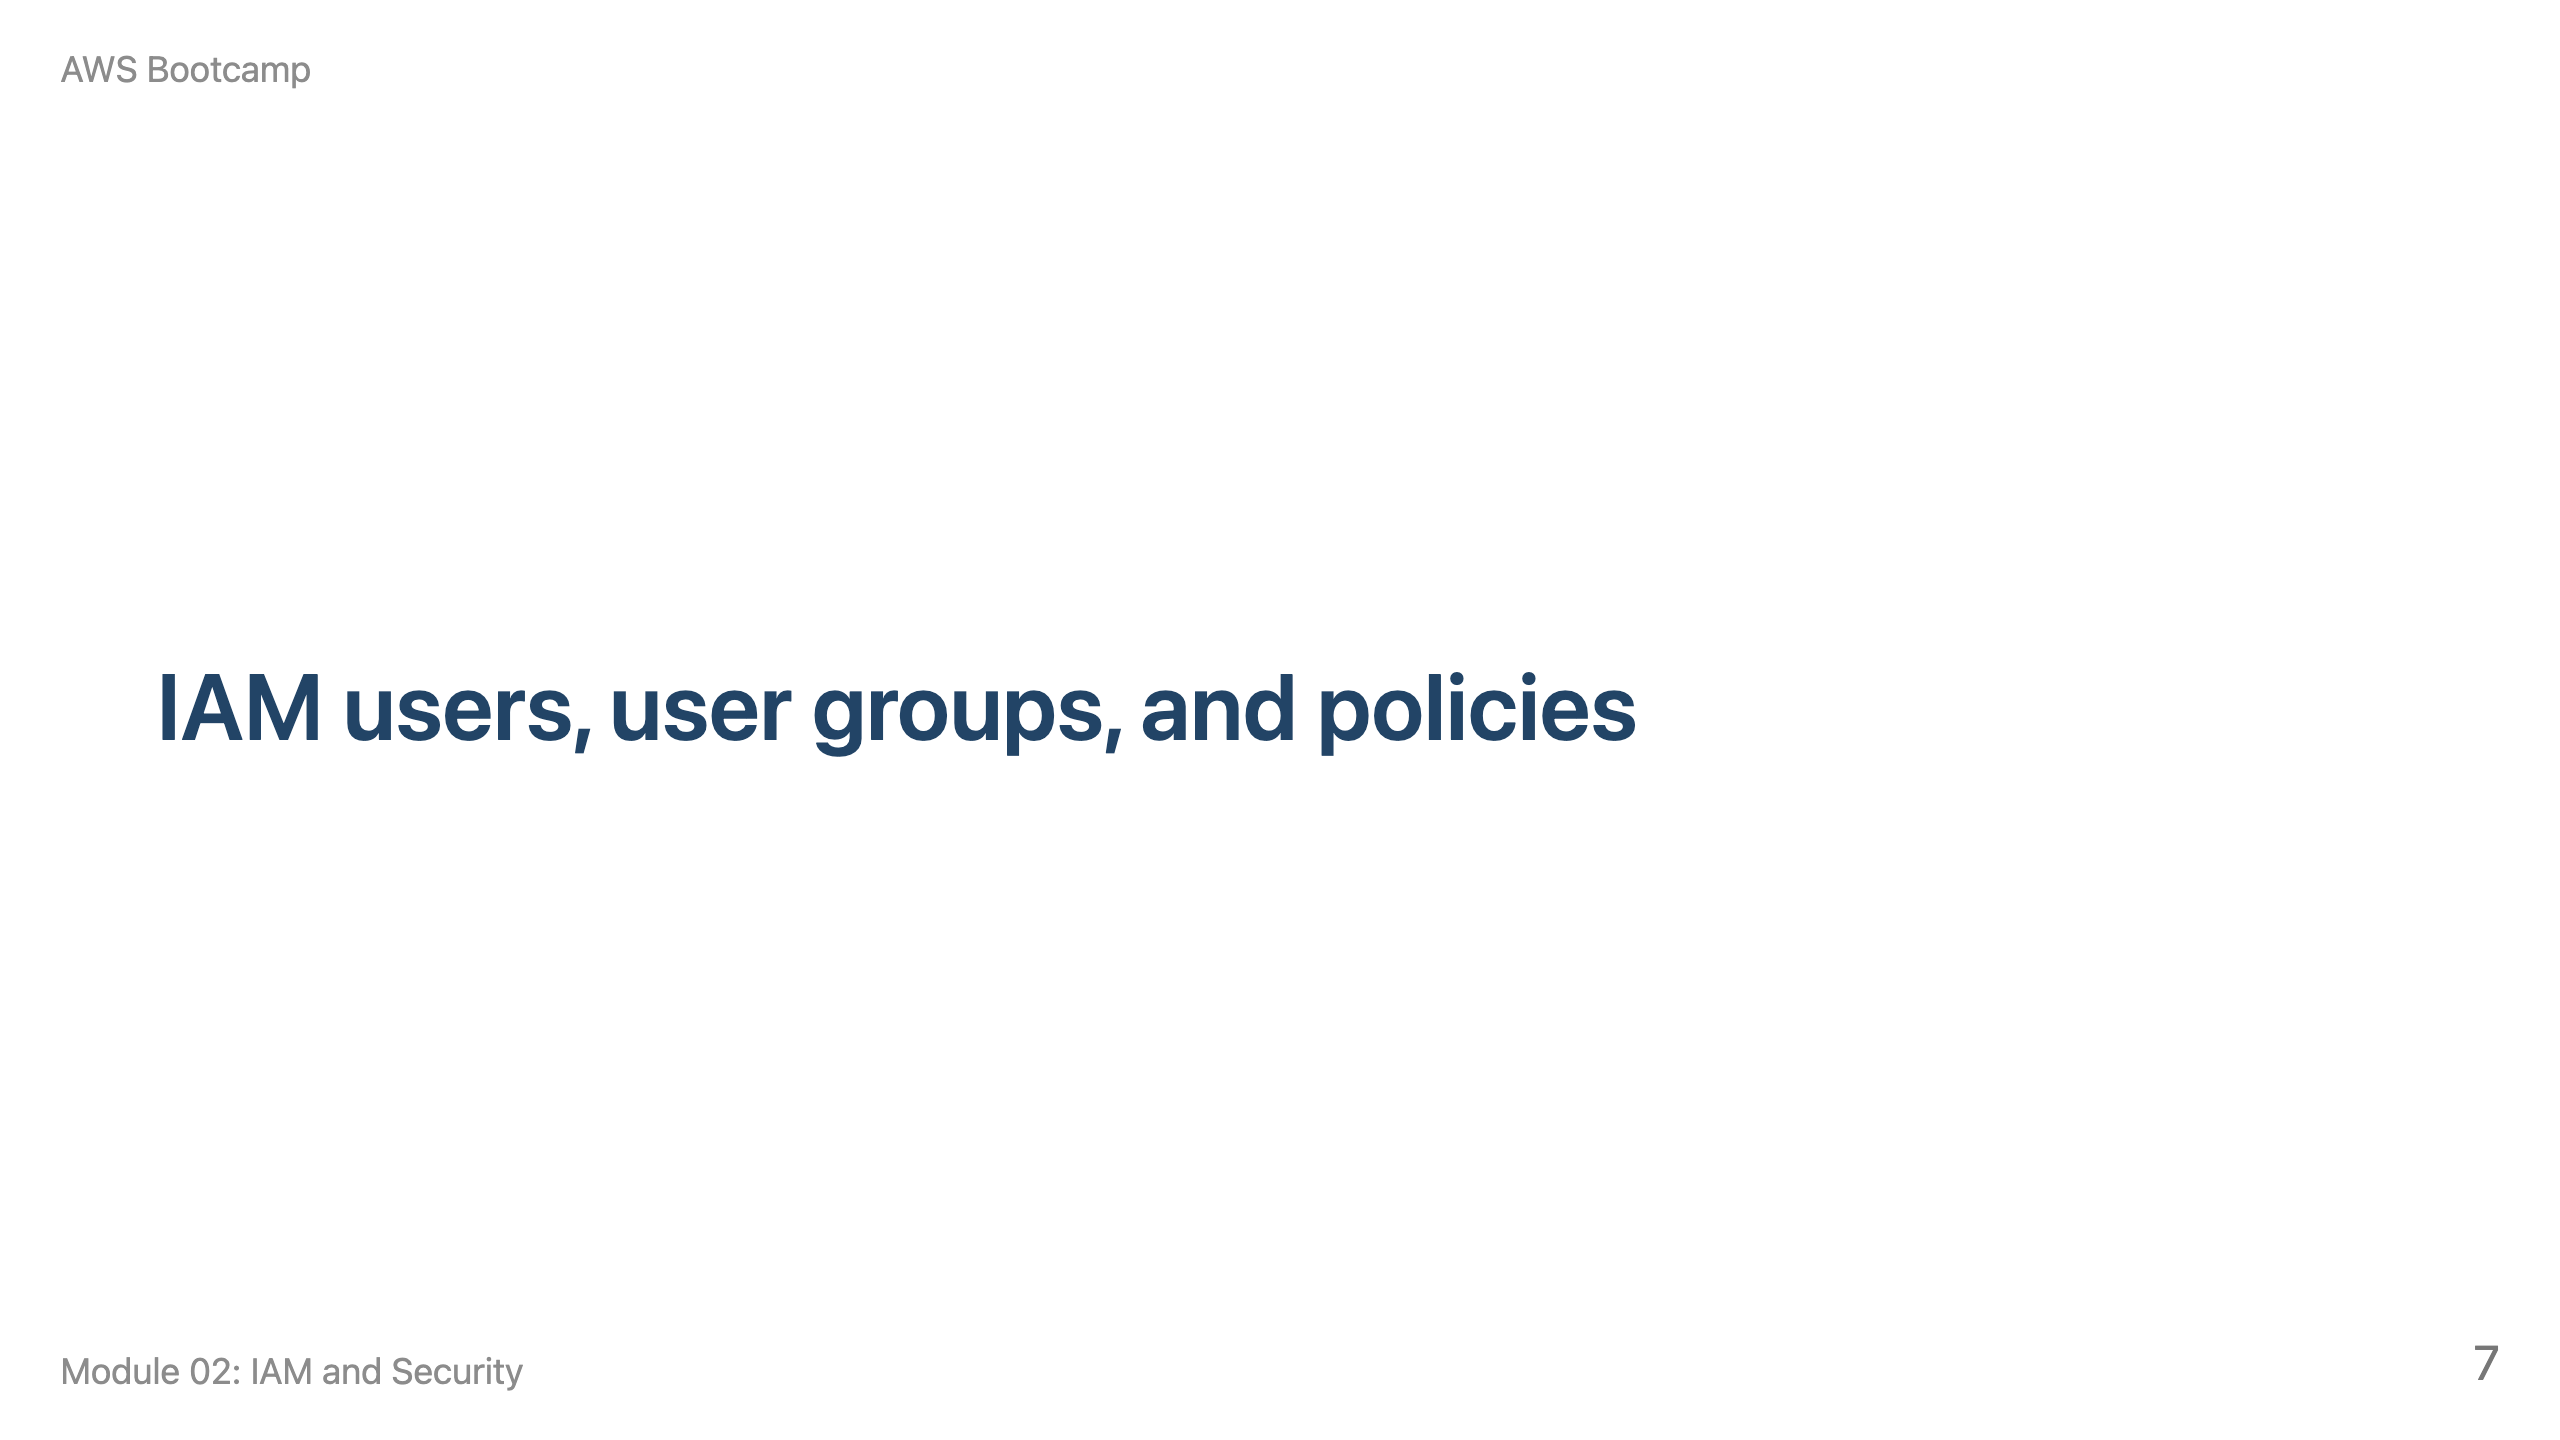 AWS Bootcamp
IAM users, user groups, and policies
Module 02: IAM and Security
7